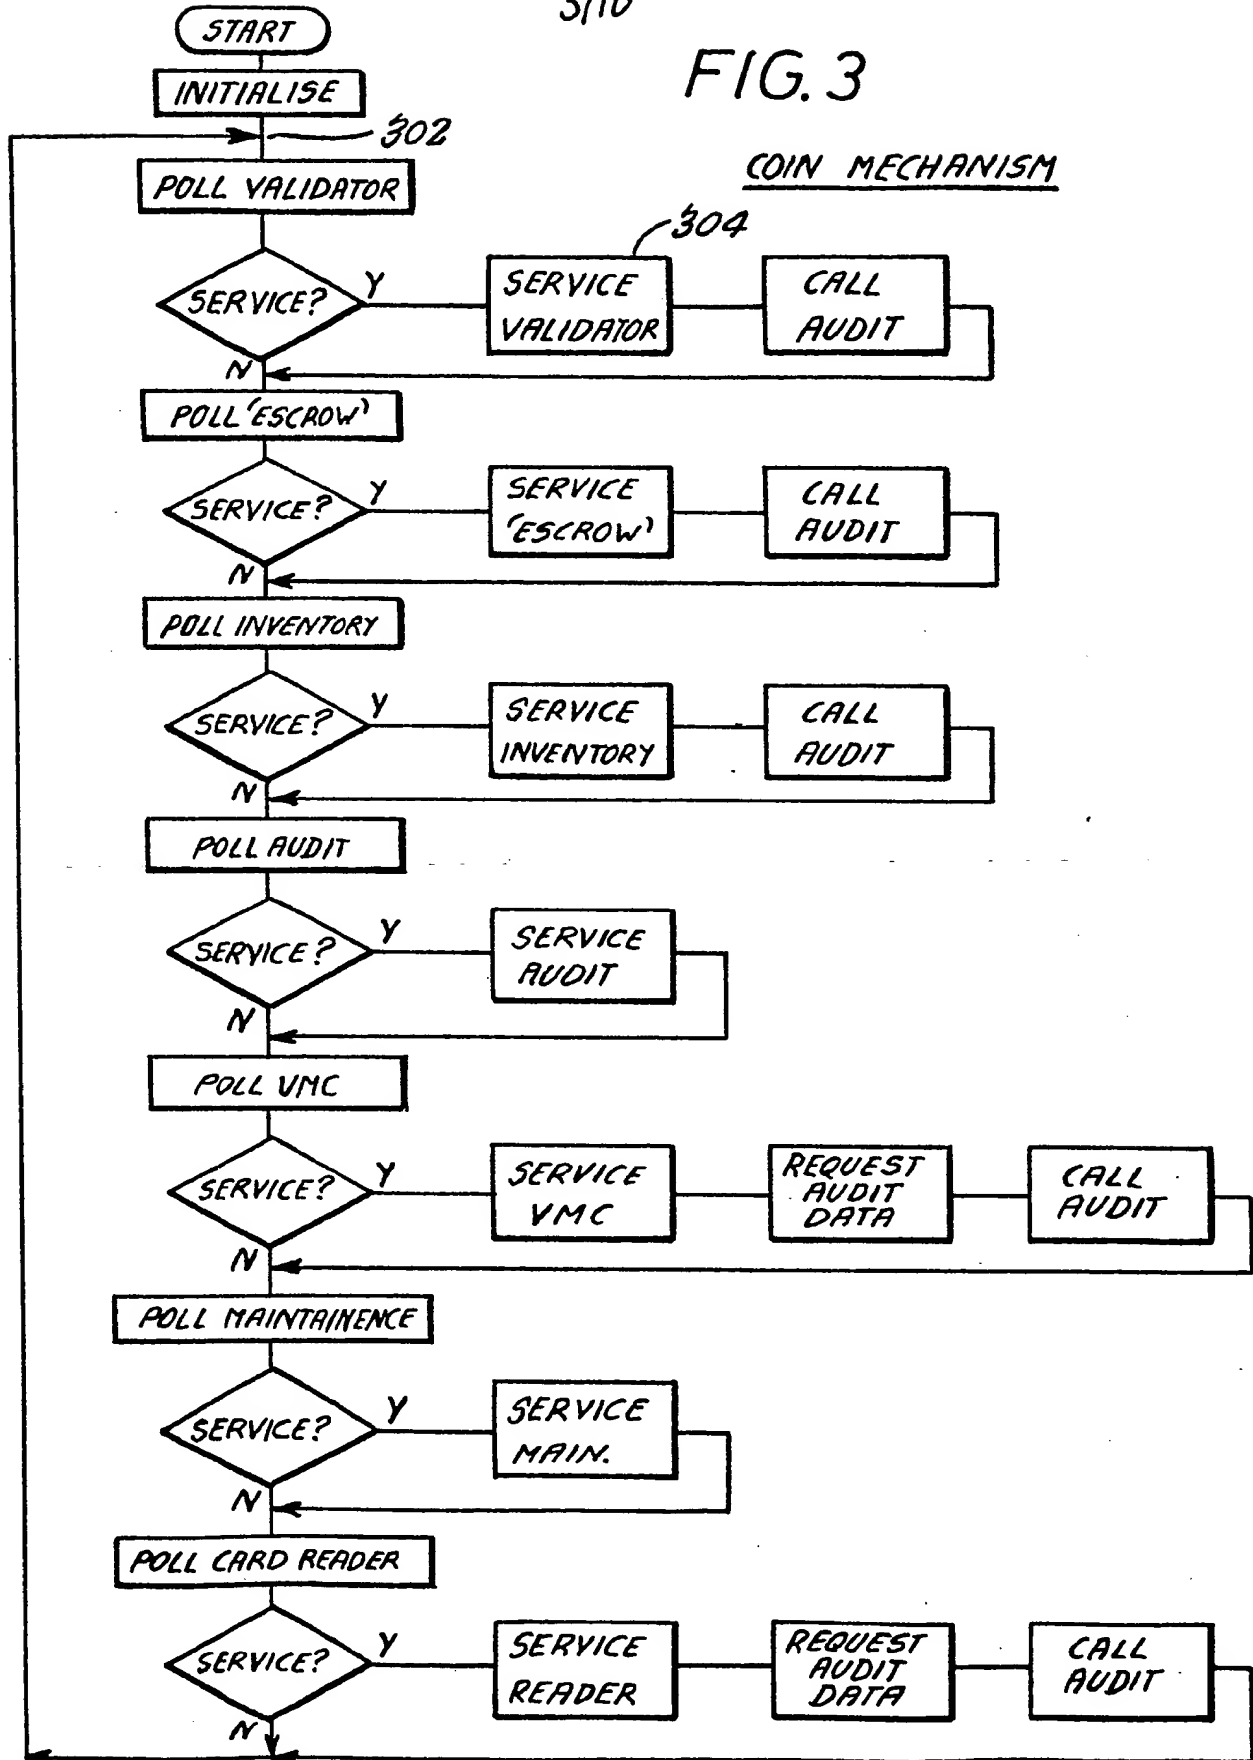 3/10
START
FIG. 3
INITIALISE
302
COIN MECHANISM
POLL VALIDATOR
304
SERVICE?
Y
SERVICE
VALIDATOR
CALL
AUDIT
N
POLL 'ESCROW'
SERVICE?
Y
SERVICE
'ESCROW'
CALL
AUDIT
N
POLL INVENTORY
SERVICE?
Y
SERVICE
INVENTORY
CALL
AUDIT
N
POLL AUDIT
SERVICE?
Y
SERVICE
AUDIT
N
POLL VMC
SERVICE?
Y
SERVICE
VMC
REQUEST
AUDIT
DATA
CALL
AUDIT
N
POLL MAINTAINENCE
SERVICE?
Y
SERVICE
MAIN.
N
POLL CARD READER
SERVICE?
Y
SERVICE
READER
REQUEST
AUDIT
DATA
CALL
AUDIT
N